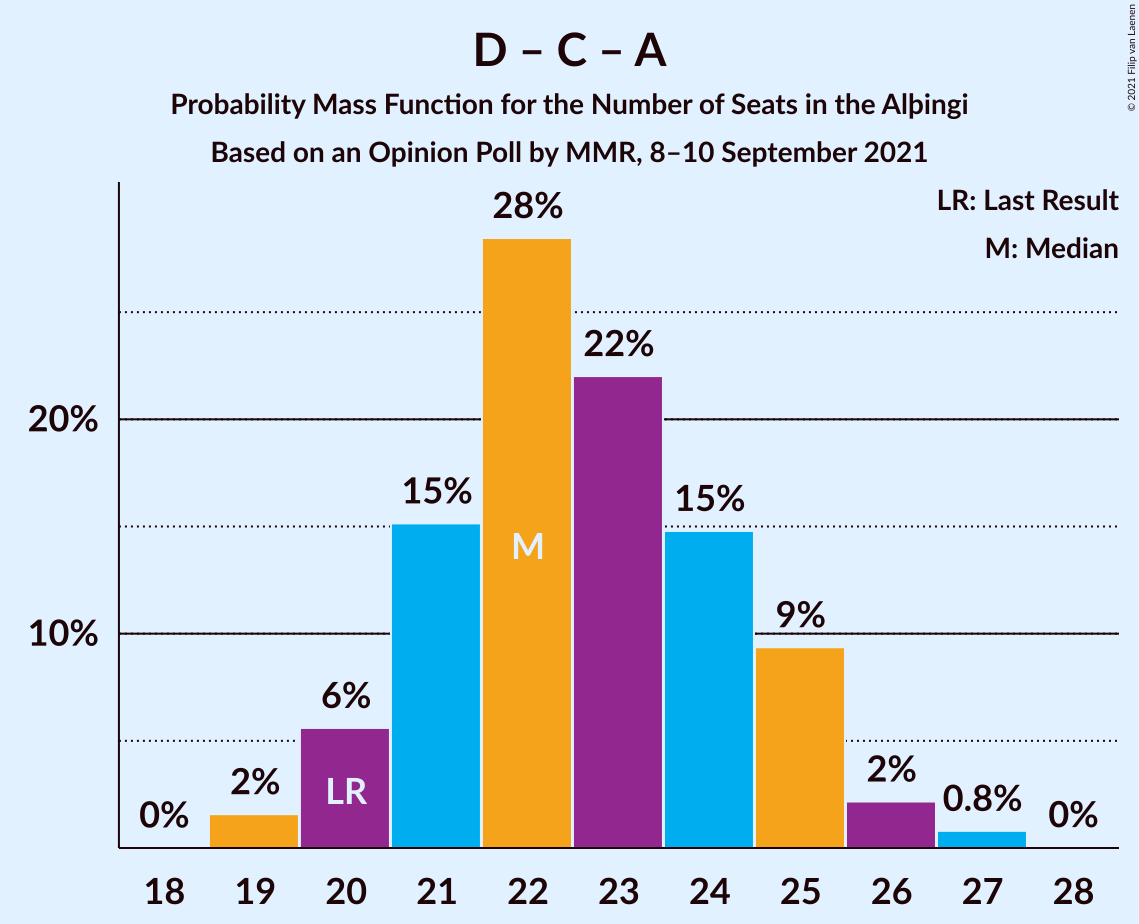 D – C – A
Probability Mass Function for the Number of Seats in the Alþingi
Based on an Opinion Poll by MMR, 8–10 September 2021
© 2021 Filip van Laenen
LR: Last Result
M: Median
28%
22%
20%
15%
15%
M
10%
9%
6%
LR
2%
2%
0.8%
0%
0%
18 19 20 21 22 23 24 25 26 27 28